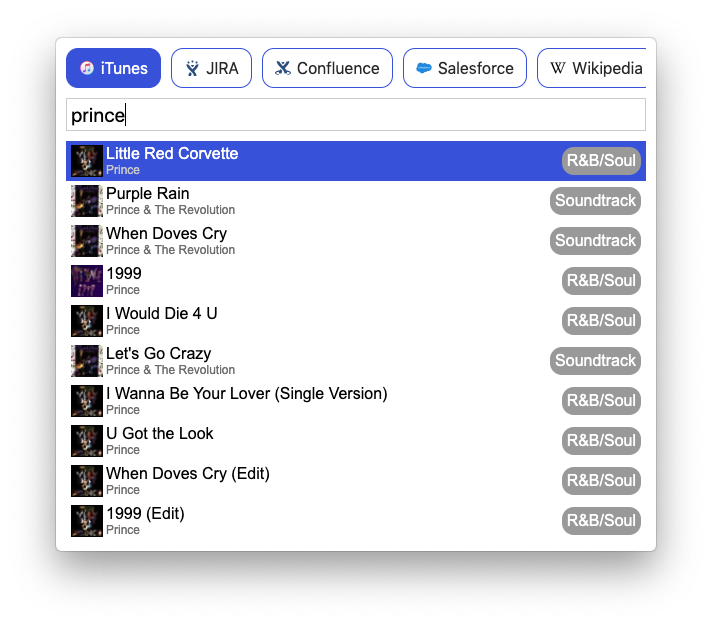 iTunes JIRA Confluence Salesforce Wikipedia
prince
Little Red Corvette R&B/Soul
Prince
Purple Rain Soundtrack
Prince & The Revolution
When Doves Cry Soundtrack
Prince & The Revolution
1999 R&B/Soul
Prince
I Would Die 4 U R&B/Soul
Prince
Let's Go Crazy Soundtrack
Prince & The Revolution
I Wanna Be Your Lover (Single Version) R&B/Soul
Prince
U Got the Look R&B/Soul
Prince
When Doves Cry (Edit) R&B/Soul
Prince
1999 (Edit) R&B/Soul
Prince